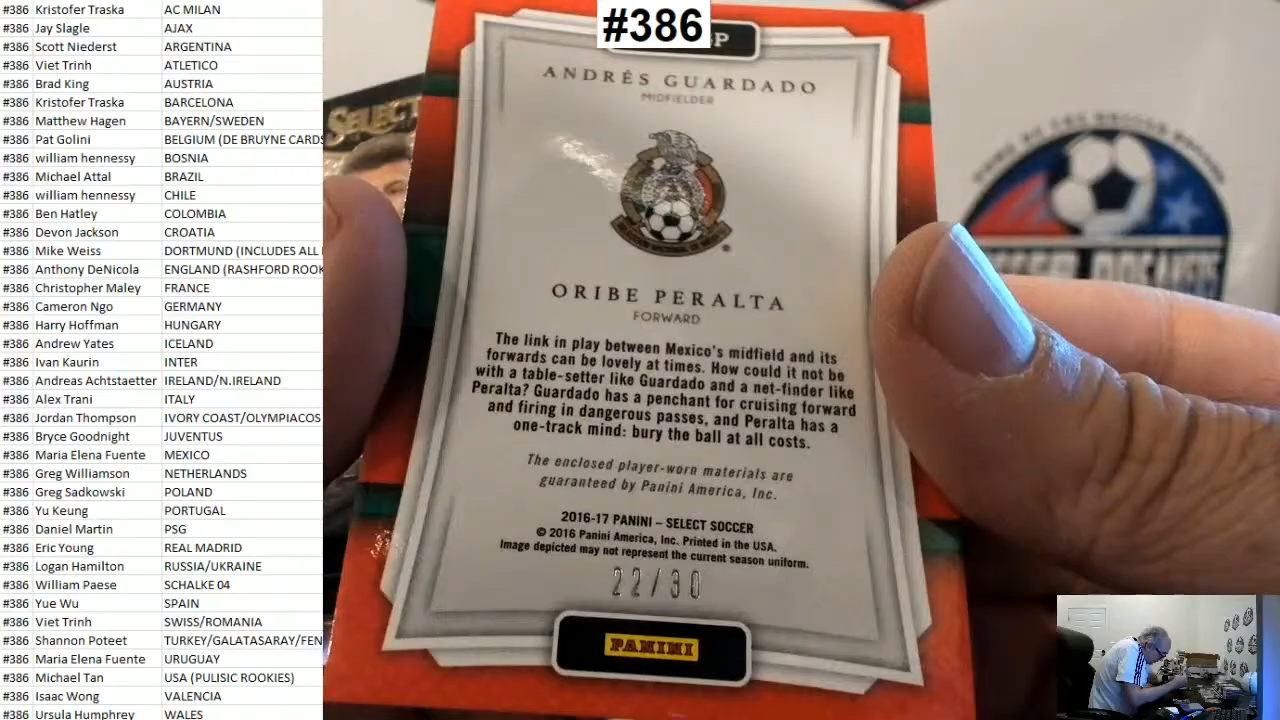 #386 Kristofer Traska AC MILAN
#386 Jay Slagle AJAX
#386 Scott Niederst ARGENTINA
#386 Viet Trinh ATLETICO
#386 Brad King AUSTRIA
#386 Kristofer Traska BARCELONA
#386 Matthew Hagen BAYERN/SWEDEN
#386 Pat Golini BELGIUM (DE BRUYNE CARDS
#386 william hennessy BOSNIA
#386 Michael Attal BRAZIL
#386 william hennessy CHILE
#386 Ben Hatley COLOMBIA
#386 Devon Jackson CROATIA
#386 Mike Weiss DORTMUND (INCLUDES ALL
#386 Anthony DeNicola ENGLAND (RASHFORD ROOK
#386 Christopher Maley FRANCE
#386 Cameron Ngo GERMANY
#386 Harry Hoffman HUNGARY
#386 Andrew Yates ICELAND
#386 Ivan Kaurin INTER
#386 Andreas Achtstaetter IRELAND/N.IRELAND
#386 Alex Trani ITALY
#386 Jordan Thompson IVORY COAST/OLYMPIACOS
#386 Bryce Goodnight JUVENTUS
#386 Maria Elena Fuente MEXICO
#386 Greg Williamson NETHERLANDS
#386 Greg Sadkowski POLAND
#386 Yu Keung PORTUGAL
#386 Daniel Martin PSG
#386 Eric Young REAL MADRID
#386 Logan Hamilton RUSSIA/UKRAINE
#386 William Paese SCHALKE 04
#386 Yue Wu SPAIN
#386 Viet Trinh SWISS/ROMANIA
#386 Shannon Poteet TURKEY/GALATASARAY/FEN
#386 Maria Elena Fuente URUGUAY
#386 Michael Tan USA (PULISIC ROOKIES)
#386 Isaac Wong VALENCIA
#386 Ursula Humphrey WALES
#386
ANDRÉS GUARDADO
MIDFIELDER
ORIBE PERALTA
FORWARD
The link in play between Mexico's midfield and its
forwards can be lovely at times. How could it not be
with a table-setter like Guardado and a net-finder like
Peralta? Guardado has a penchant for cruising forward
and firing in dangerous passes, and Peralta has a
one-track mind: bury the ball at all costs.
The enclosed player-worn materials are
guaranteed by Panini America, Inc.
2016-17 PANINI – SELECT SOCCER
© 2016 Panini America, Inc. Printed in the USA.
Image depicted may not represent the current season uniform.
22/30
PANINI
SELECT